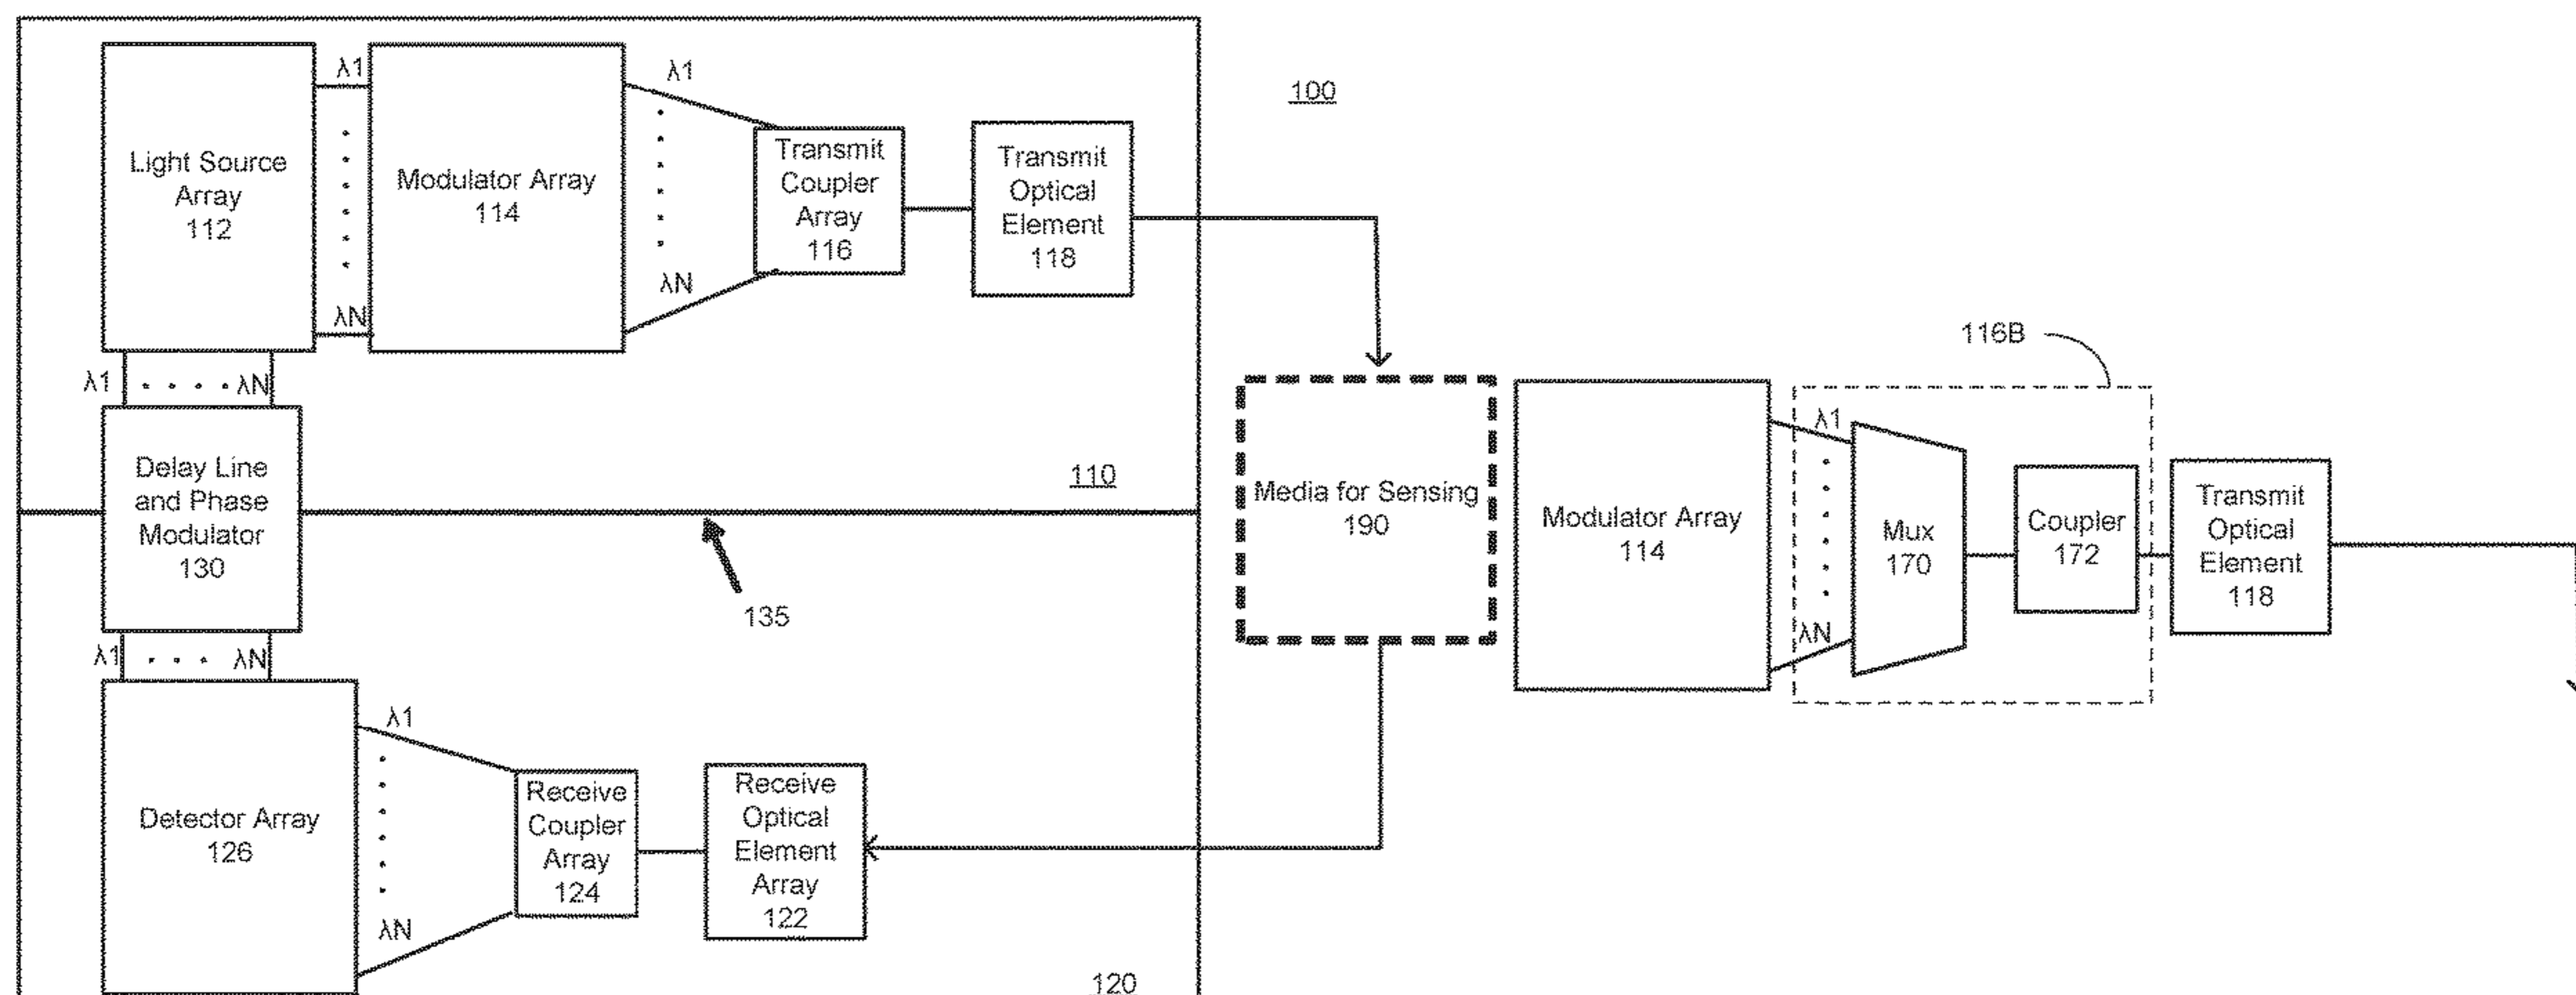 100
λ1
λN
Light Source
Array
112
Modulator Array
114
λ1
λN
Transmit
Coupler
Array
116
Transmit
Optical
Element
118
λ1
λN
Delay Line
and Phase
Modulator
130
110
135
λ1
λN
Detector Array
126
λ1
λN
Receive
Coupler
Array
124
Receive
Optical
Element
Array
122
120
Media for Sensing
190
116B
Modulator Array
114
λ1
λN
Mux
170
Coupler
172
Transmit
Optical
Element
118